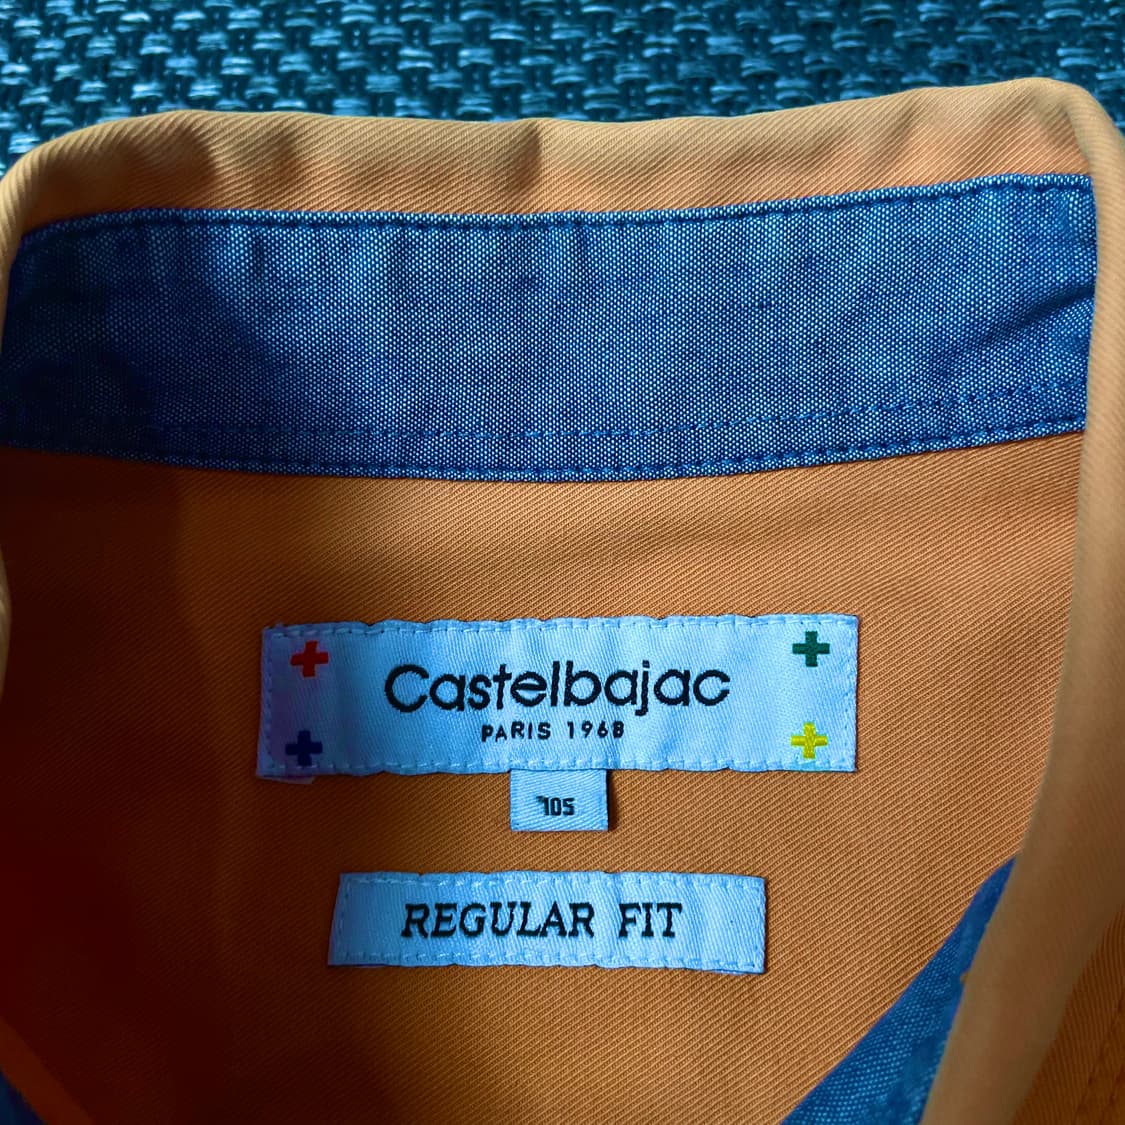 Castelbajac
PARIS 1968
105
REGULAR FIT